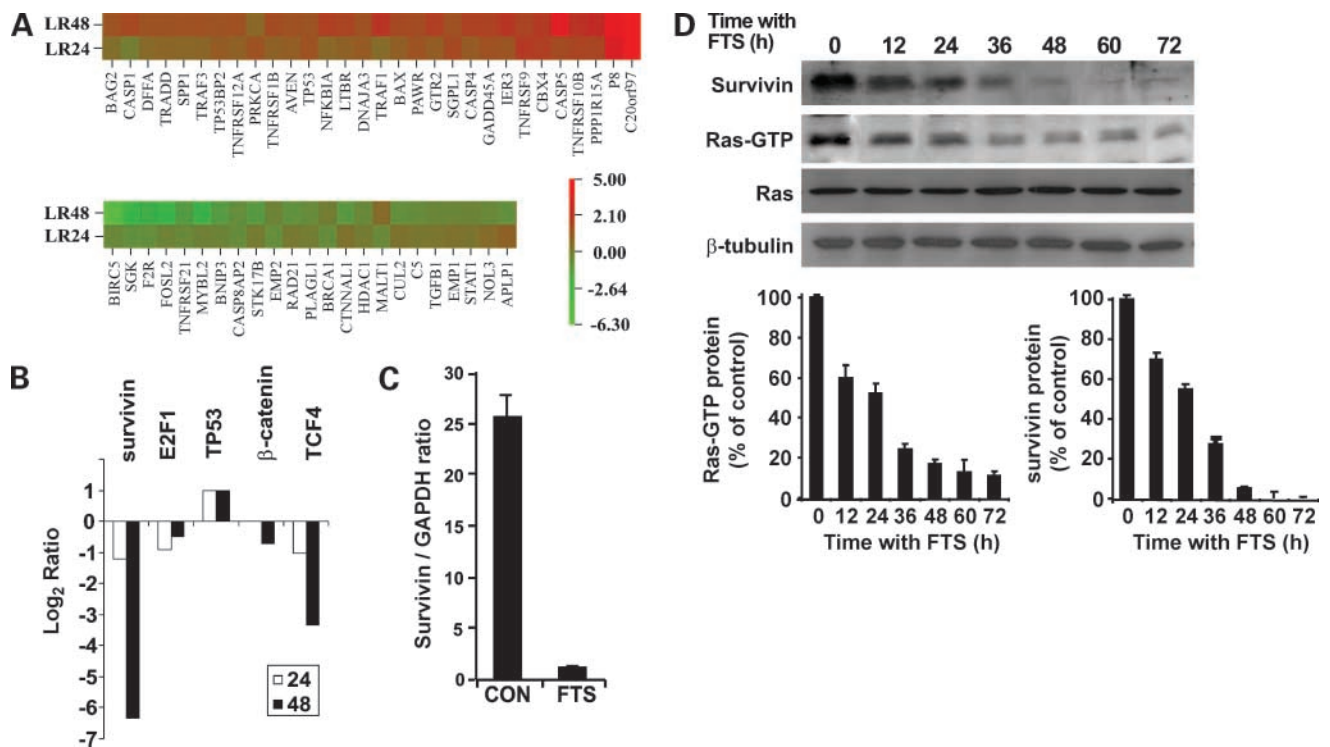 A
LR48
LR24
BAG2 CASP1 DFFA TRADD SPP1 TRAF3 TP53BP2 TNFRSF12A PRKCA TNFRSF1B AVEN TP53 NFKBIA LTBR DNAJA3 TRAF1 BAX PAWR GTR2 SGPL1 CASP4 GADD45A IER3 TNFRSF9 CBX4 CASP5 TNFRSF10B PPP1R15A P8 C20orf97
LR48
LR24
BIRC5 SGK F2R FOSL2 TNFRSF21 MYBL2 BNIP3 CASP8AP2 STK17B EMP2 RAD21 PLAGL1 BRCA1 CTNNAL1 HDAC1 MALT1 CUL2 C5 TGFB1 EMP1 STAT1 NOL3 APLP1
5.00
2.10
0.00
-2.64
-6.30
B
survivin E2F1 TP53 β-catenin TCF4
Log2 Ratio
1
0
-1
-2
-3
-4
-5
-6
-7
24
48
C
Survivin / GAPDH ratio
30
25
20
15
10
5
0
CON FTS
D
Time with
FTS (h) 0 12 24 36 48 60 72
Survivin
Ras-GTP
Ras
β-tubulin
Ras-GTP protein
(% of control)
100
80
60
40
20
0
0 12 24 36 48 60 72
Time with FTS (h)
survivin protein
(% of control)
100
80
60
40
20
0
0 12 24 36 48 60 72
Time with FTS (h)